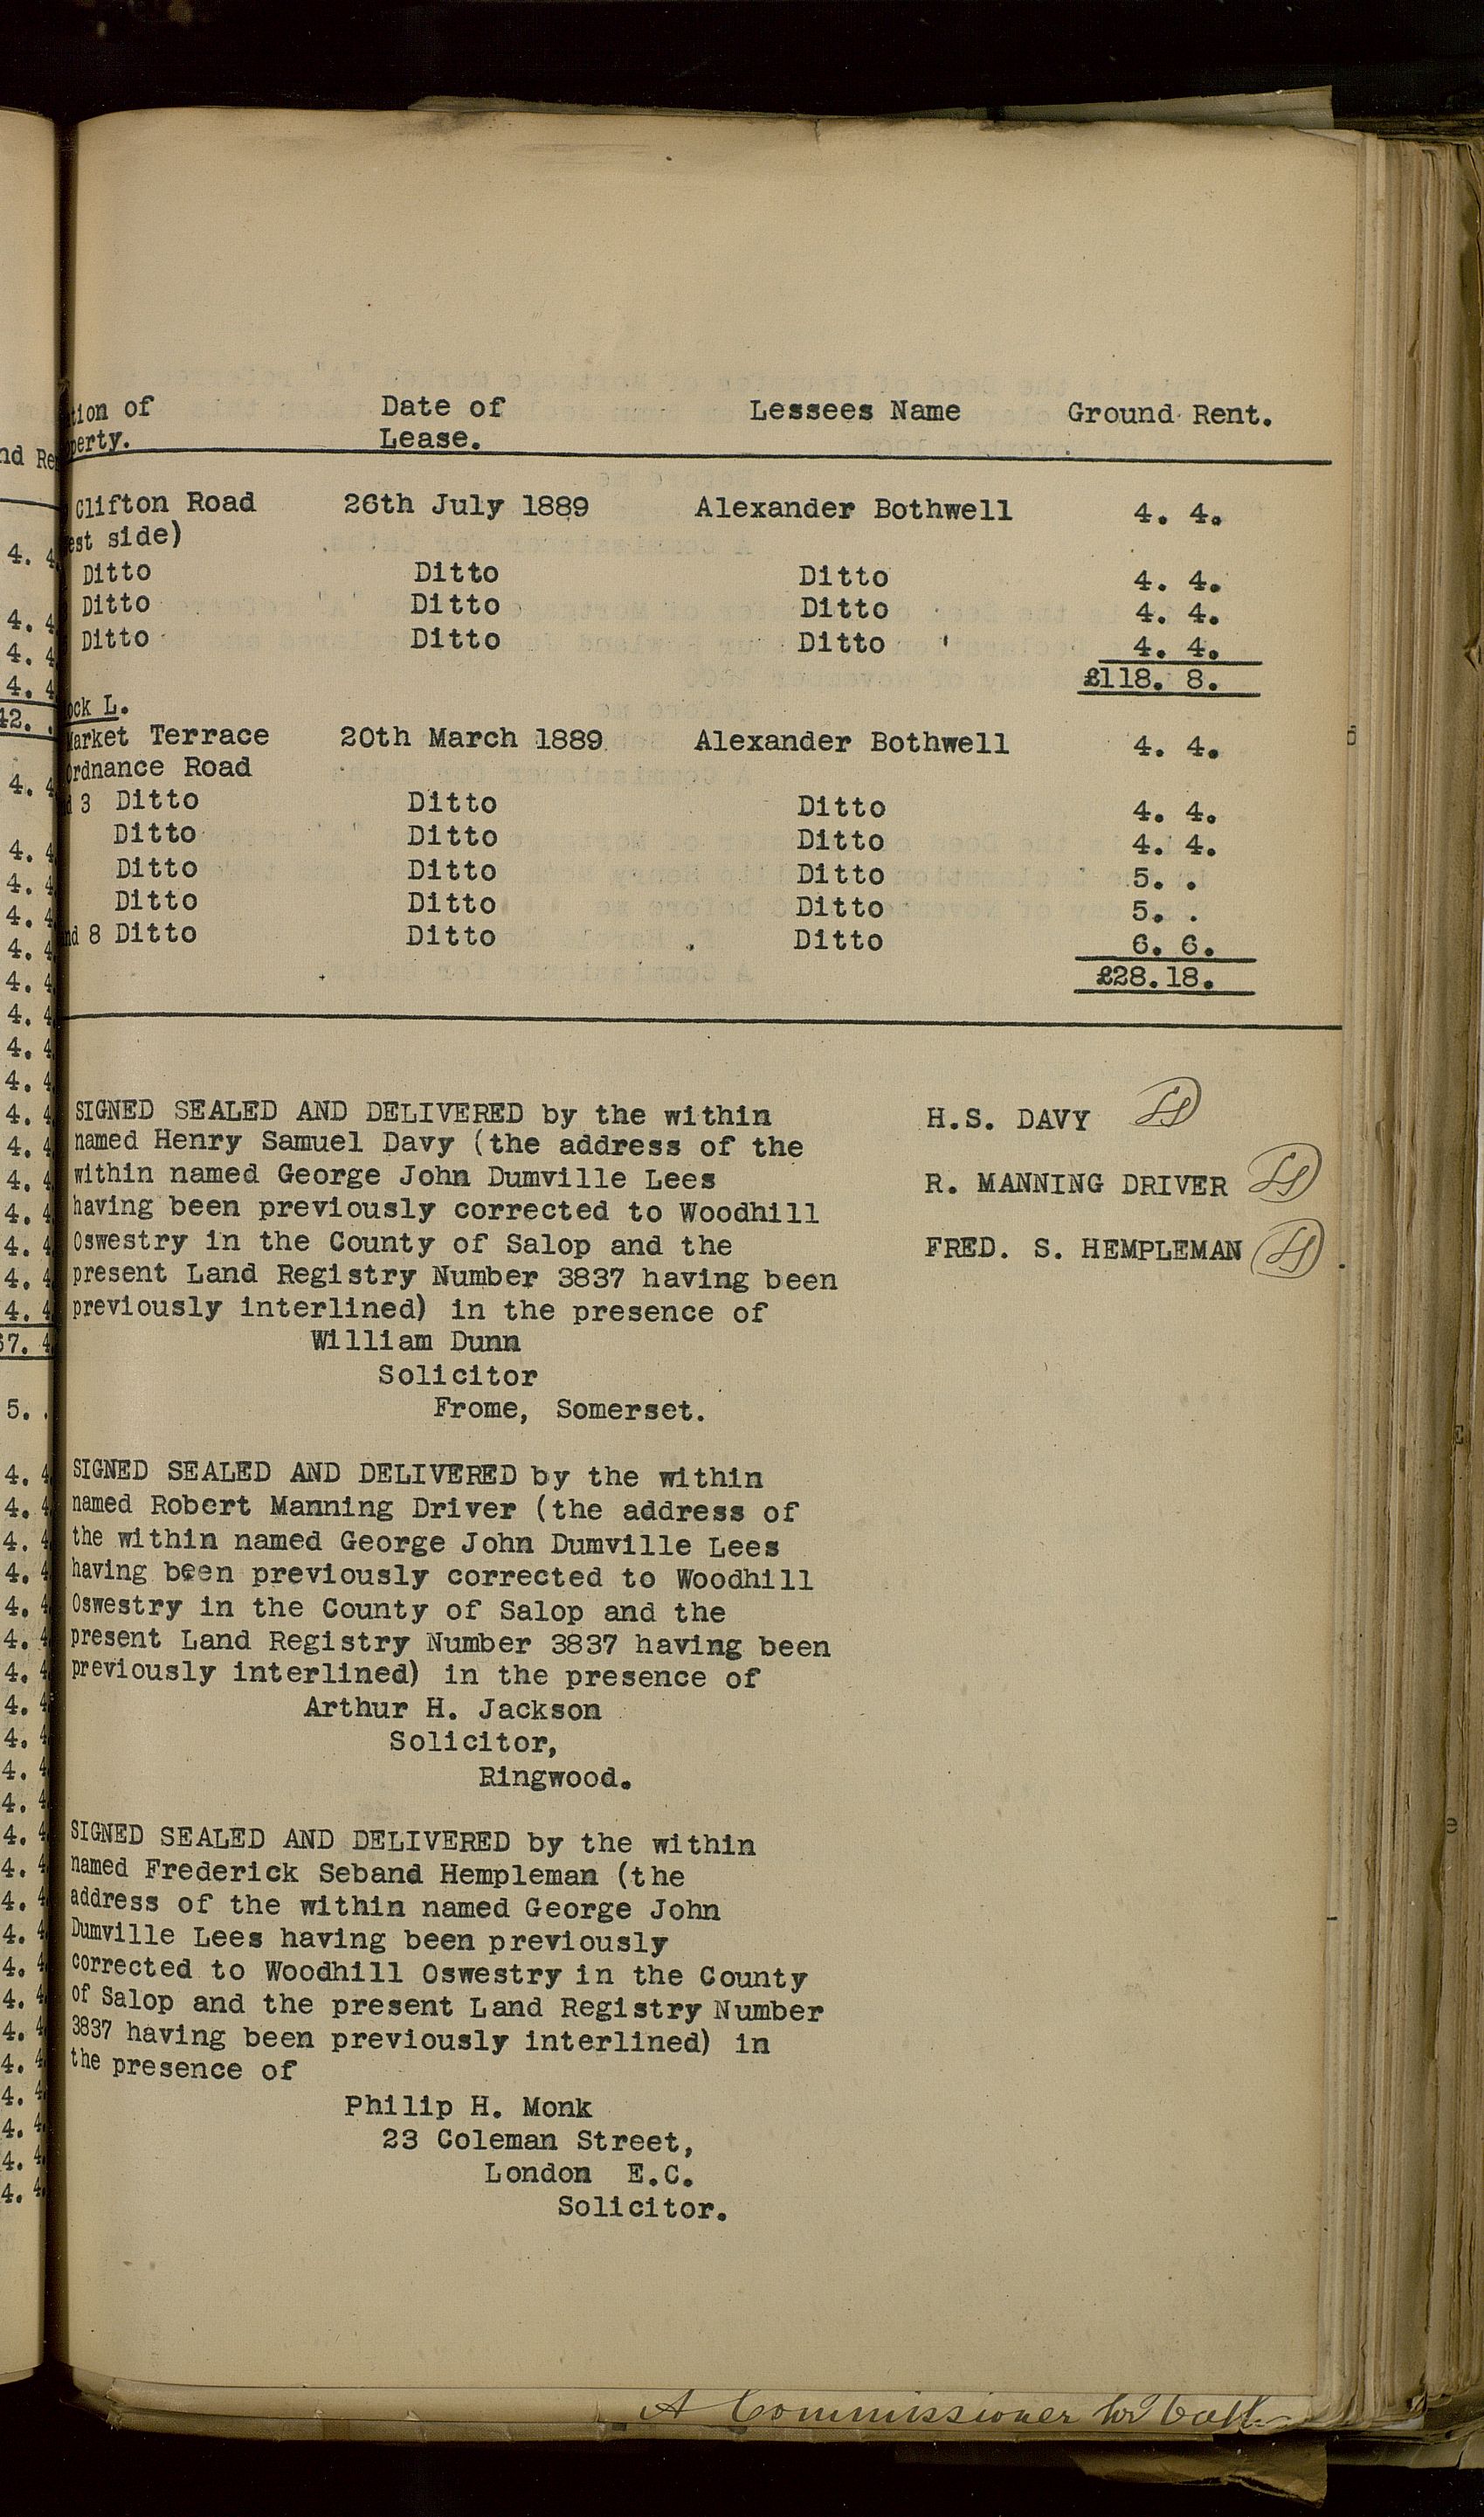 tion of Date of Lessees Name Ground Rent.
perty. Lease.
Clifton Road 26th July 1889 Alexander Bothwell 4. 4.
est side)
Ditto Ditto Ditto 4. 4.
Ditto Ditto Ditto 4. 4.
Ditto Ditto Ditto 4. 4.
£118. 8.
ock L.
Market Terrace 20th March 1889 Alexander Bothwell 4. 4.
Ordnance Road
d 3 Ditto Ditto Ditto 4. 4.
Ditto Ditto Ditto 4. 4.
Ditto Ditto Ditto 5. .
Ditto Ditto Ditto 5. .
nd 8 Ditto Ditto Ditto 6. 6.
£28.18.
SIGNED SEALED AND DELIVERED by the within
named Henry Samuel Davy (the address of the
within named George John Dumville Lees
having been previously corrected to Woodhill
Oswestry in the County of Salop and the
present Land Registry Number 3837 having been
previously interlined) in the presence of
William Dunn
Solicitor
Frome, Somerset.
H.S. DAVY LS
R. MANNING DRIVER LS
FRED. S. HEMPLEMAN LS
SIGNED SEALED AND DELIVERED by the within
named Robert Manning Driver (the address of
the within named George John Dumville Lees
having been previously corrected to Woodhill
Oswestry in the County of Salop and the
present Land Registry Number 3837 having been
previously interlined) in the presence of
Arthur H. Jackson
Solicitor,
Ringwood.
SIGNED SEALED AND DELIVERED by the within
named Frederick Seband Hempleman (the
address of the within named George John
Dumville Lees having been previously
corrected to Woodhill Oswestry in the County
of Salop and the present Land Registry Number
3837 having been previously interlined) in
the presence of
Philip H. Monk
23 Coleman Street,
London E.C.
Solicitor.
A Commissioner for